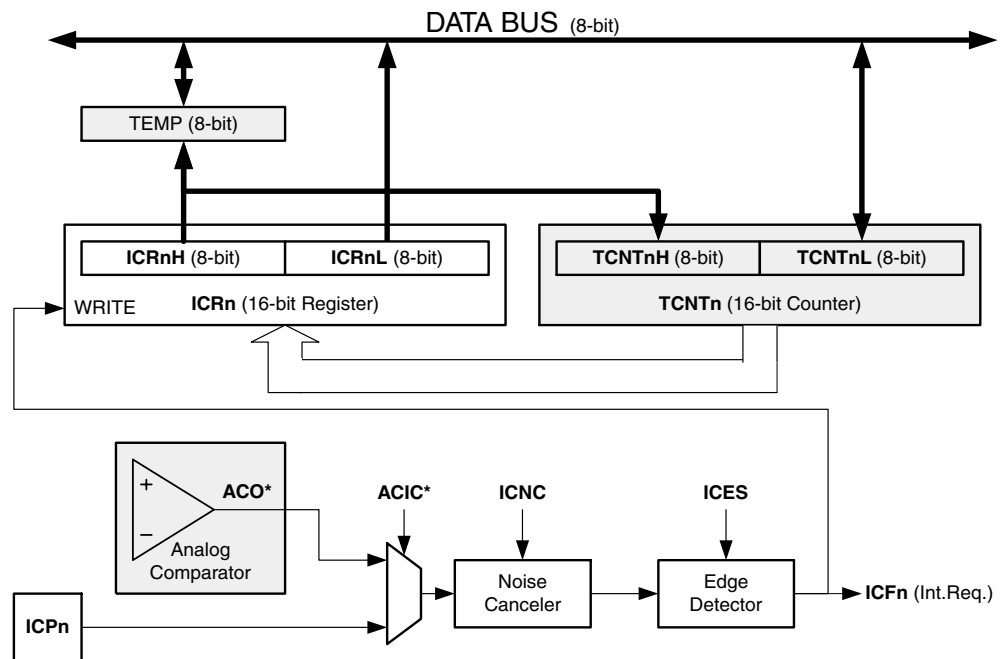 DATA BUS (8-bit)
TEMP (8-bit)
ICRnH (8-bit)
ICRnL (8-bit)
TCNTnH (8-bit)
TCNTnL (8-bit)
WRITE
ICRn (16-bit Register)
TCNTn (16-bit Counter)
+
−
ACO*
Analog
Comparator
ACIC*
ICNC
ICES
Noise
Canceler
Edge
Detector
ICFn (Int.Req.)
ICPn